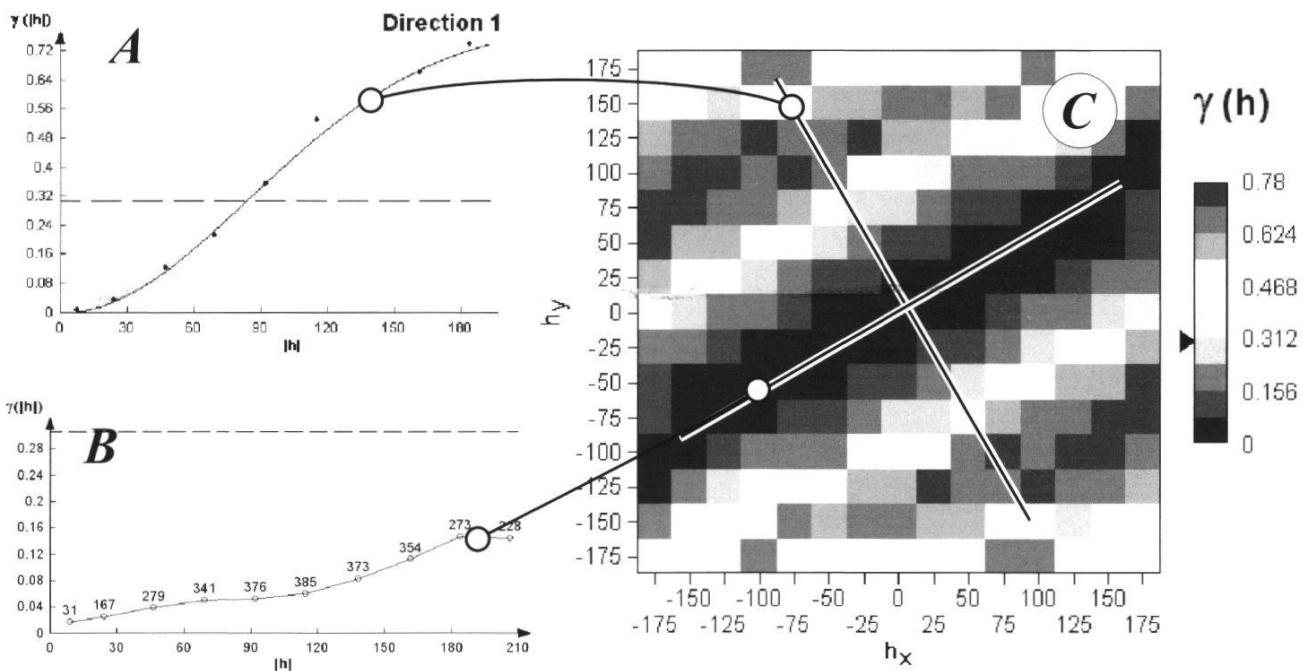 γ(|h|)
A
Direction 1
0.72
0.64
0.56
0.48
0.4
0.32
0.24
0.16
0.08
0
0 30 60 90 120 150 180
|h|
γ(|h|)
B
0.28
0.24
0.2
0.16
0.12
0.08
0.04
0
31 167 279 341 376 385 373 354 273 228
0 30 60 90 120 150 180 210
|h|
C
175
150
125
100
75
50
25
0
-25
-50
-75
-100
-125
-150
-175
h_y
-150 -100 -50 0 50 100 150
-175 -125 -75 -25 25 75 125 175
h_x
γ (h)
0.78
0.624
0.468
0.312
0.156
0